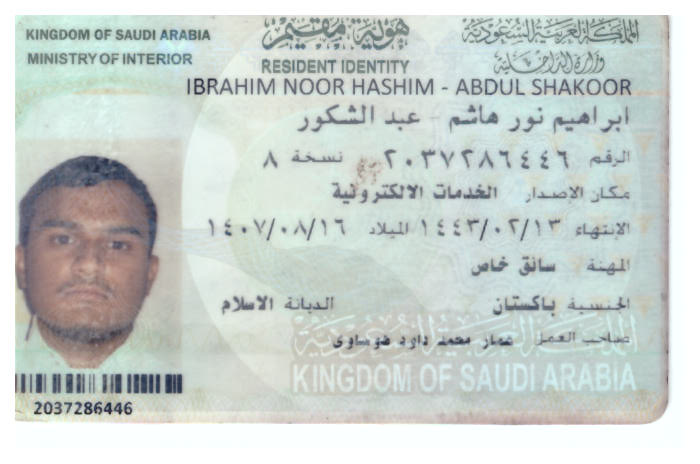 KINGDOM OF SAUDI ARABIA
MINISTRY OF INTERIOR
هوية مقيم
RESIDENT IDENTITY
المملكة العربية السعودية
وزارة الداخلية
IBRAHIM NOOR HASHIM - ABDUL SHAKOOR
ابراهيم نور هاشم - عبد الشكور
الرقم ٢٠٣٧٢٨٦٤٤٦ نسخة ٨
مكان الإصدار الخدمات الالكترونية
الإنتهاء ١٤٤٣/٠٢/١٣ الميلاد ١٤٠٧/٠٨/١٦
المهنة سائق خاص
الجنسية باكستان الديانة الاسلام
صاحب العمل عمار محمد داود
المملكة العربية السعودية
KINGDOM OF SAUDI ARABIA
2037286446